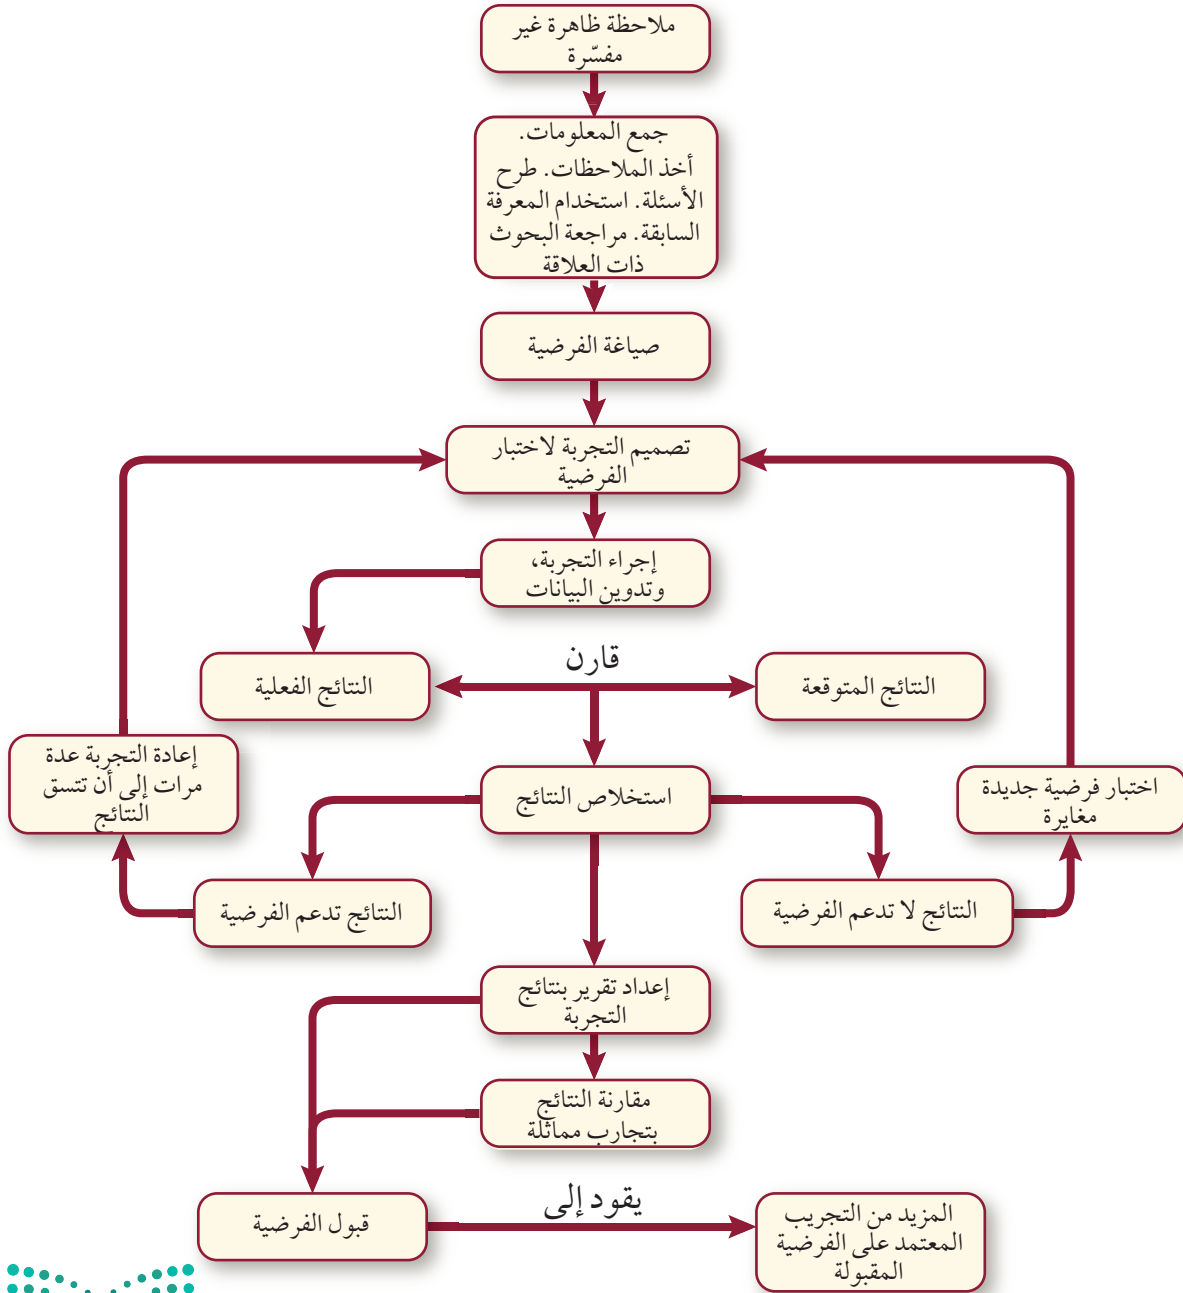 ملاحظة ظاهرة غير
مفسّرة
جمع المعلومات.
أخذ الملاحظات. طرح
الأسئلة. استخدام المعرفة
السابقة. مراجعة البحوث
ذات العلاقة
صياغة الفرضية
تصميم التجربة لاختبار
الفرضية
إجراء التجربة،
وتدوين البيانات
قارن
النتائج المتوقعة
النتائج الفعلية
اختبار فرضية جديدة
مغايرة
استخلاص النتائج
إعادة التجربة عدة
مرات إلى أن تتسق
النتائج
النتائج لا تدعم الفرضية
النتائج تدعم الفرضية
إعداد تقرير بنتائج
التجربة
مقارنة النتائج
بتجارب مماثلة
قبول الفرضية
يقود إلى
المزيد من التجريب
المعتمد على الفرضية
المقبولة